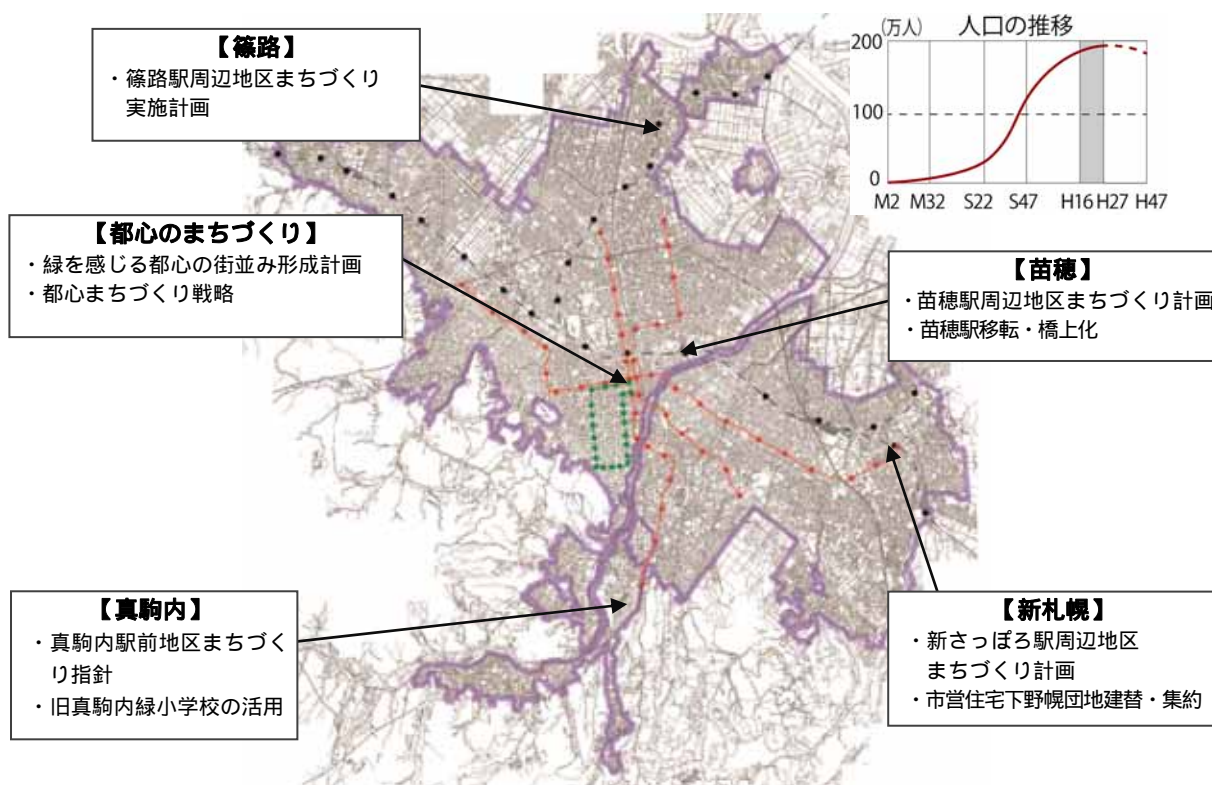 【篠路】
・篠路駅周辺地区まちづくり
実施計画
(万人) 人口の推移
200
100
0
M2 M32 S22 S47 H16 H27 H47
【都心のまちづくり】
・緑を感じる都心の街並み形成計画
・都心まちづくり戦略
【苗穂】
・苗穂駅周辺地区まちづくり計画
・苗穂駅移転・橋上化
【真駒内】
・真駒内駅前地区まちづく
り指針
・旧真駒内緑小学校の活用
【新札幌】
・新さっぽろ駅周辺地区
まちづくり計画
・市営住宅下野幌団地建替・集約